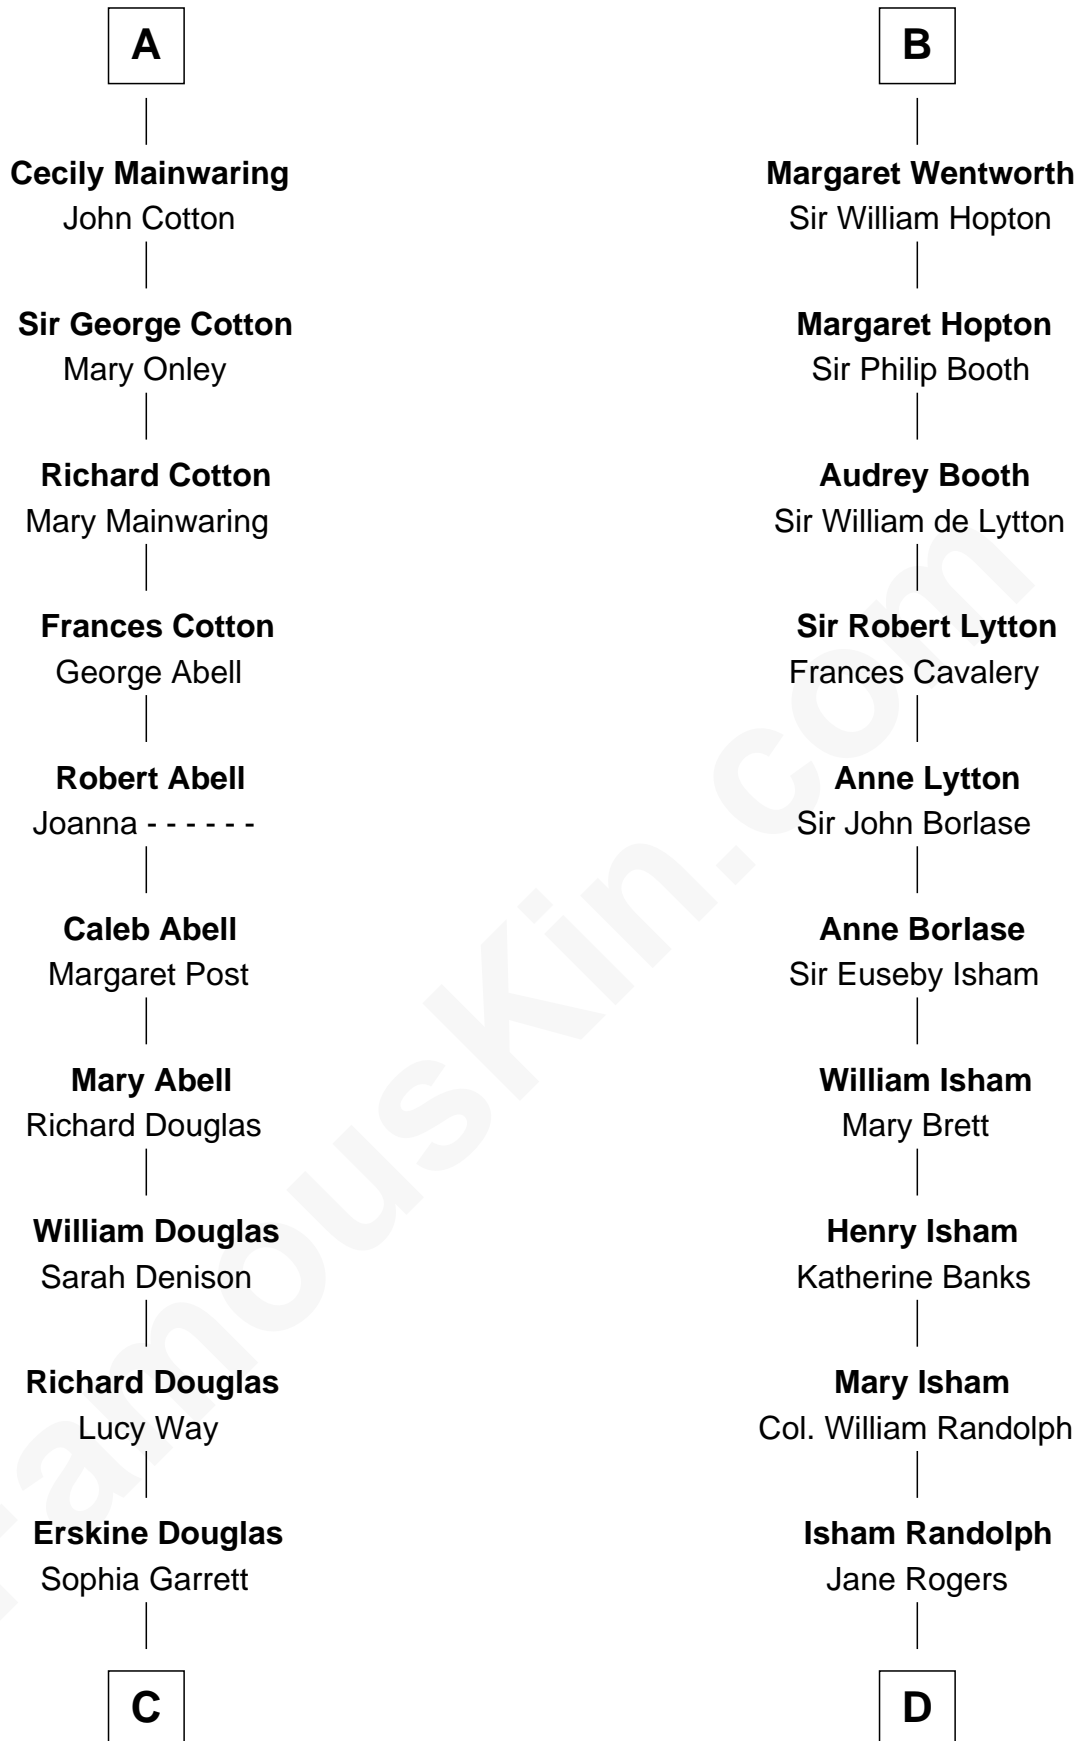 A
Cecily Mainwaring
John Cotton
Sir George Cotton
Mary Onley
Richard Cotton
Mary Mainwaring
Frances Cotton
George Abell
Robert Abell
Joanna - - - - - -
Caleb Abell
Margaret Post
Mary Abell
Richard Douglas
William Douglas
Sarah Denison
Richard Douglas
Lucy Way
Erskine Douglas
Sophia Garrett
C
B
Margaret Wentworth
Sir William Hopton
Margaret Hopton
Sir Philip Booth
Audrey Booth
Sir William de Lytton
Sir Robert Lytton
Frances Cavalery
Anne Lytton
Sir John Borlase
Anne Borlase
Sir Euseby Isham
William Isham
Mary Brett
Henry Isham
Katherine Banks
Mary Isham
Col. William Randolph
Isham Randolph
Jane Rogers
D
FamousKin.com